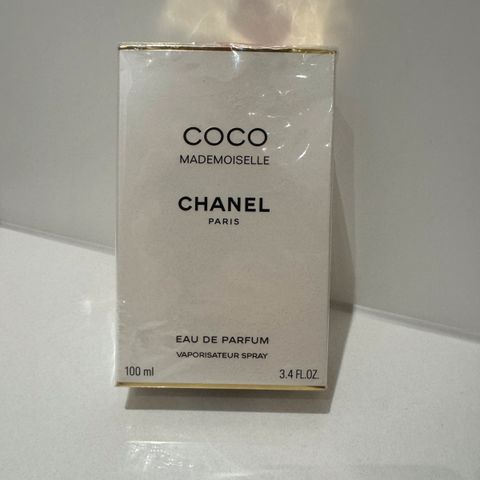 COCO
MADEMOISELLE
CHANEL
PARIS
EAU DE PARFUM
VAPORISATEUR SPRAY
100 ml 3.4 FL.OZ.